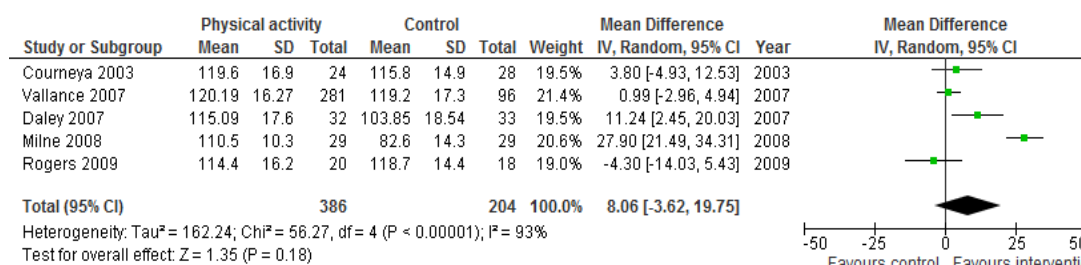 Physical activity Control Mean Difference Mean Difference
Study or Subgroup Mean SD Total Mean SD Total Weight IV, Random, 95% CI Year IV, Random, 95% CI
Courneya 2003 119.6 16.9 24 115.8 14.9 28 19.5% 3.80 [-4.93, 12.53] 2003
Vallance 2007 120.19 16.27 281 119.2 17.3 96 21.4% 0.99 [-2.96, 4.94] 2007
Daley 2007 115.09 17.6 32 103.85 18.54 33 19.5% 11.24 [2.45, 20.03] 2007
Milne 2008 110.5 10.3 29 82.6 14.3 29 20.6% 27.90 [21.49, 34.31] 2008
Rogers 2009 114.4 16.2 20 118.7 14.4 18 19.0% -4.30 [-14.03, 5.43] 2009
Total (95% CI) 386 204 100.0% 8.06 [-3.62, 19.75]
Heterogeneity: Tau² = 162.24; Chi² = 56.27, df = 4 (P < 0.00001); I² = 93%
Test for overall effect: Z = 1.35 (P = 0.18)
-50 -25 0 25 50
Favours control Favours interventi